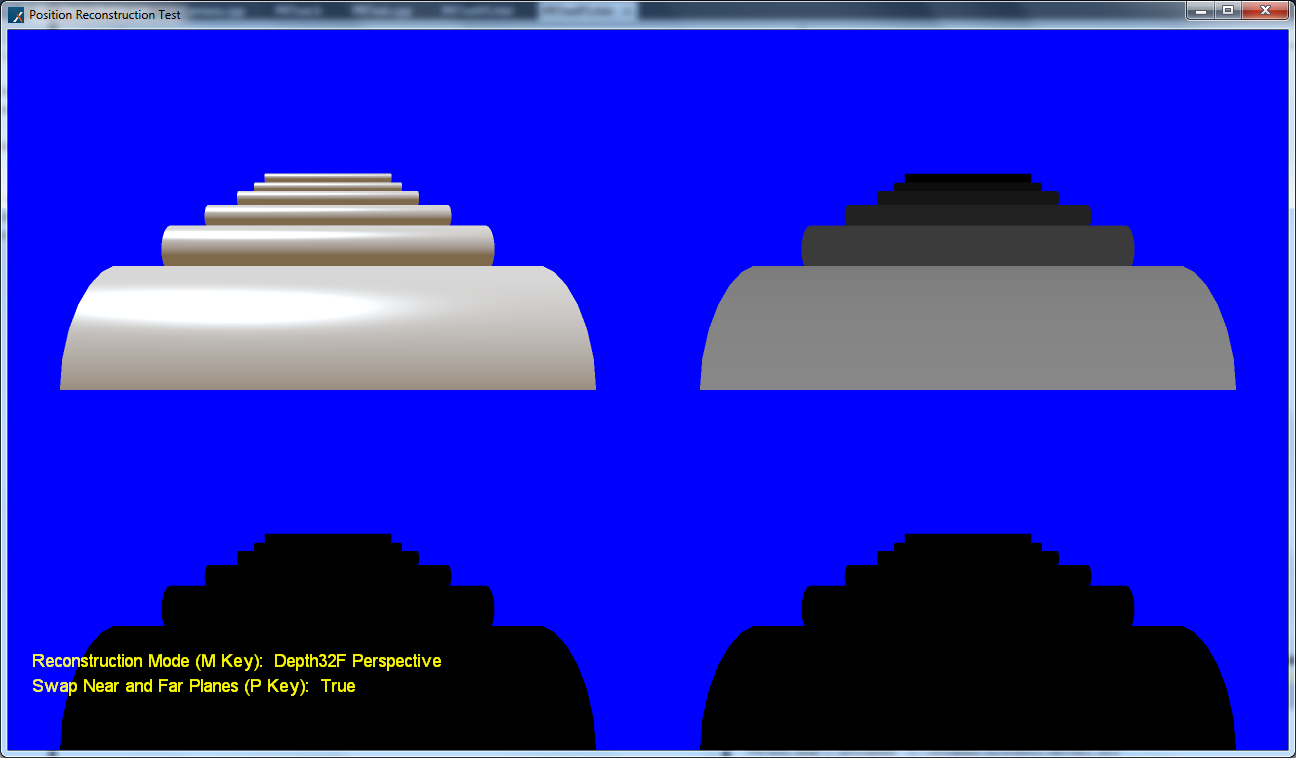 Position Reconstruction Test
Reconstruction Mode (M Key): Depth32F Perspective
Swap Near and Far Planes (P Key): True